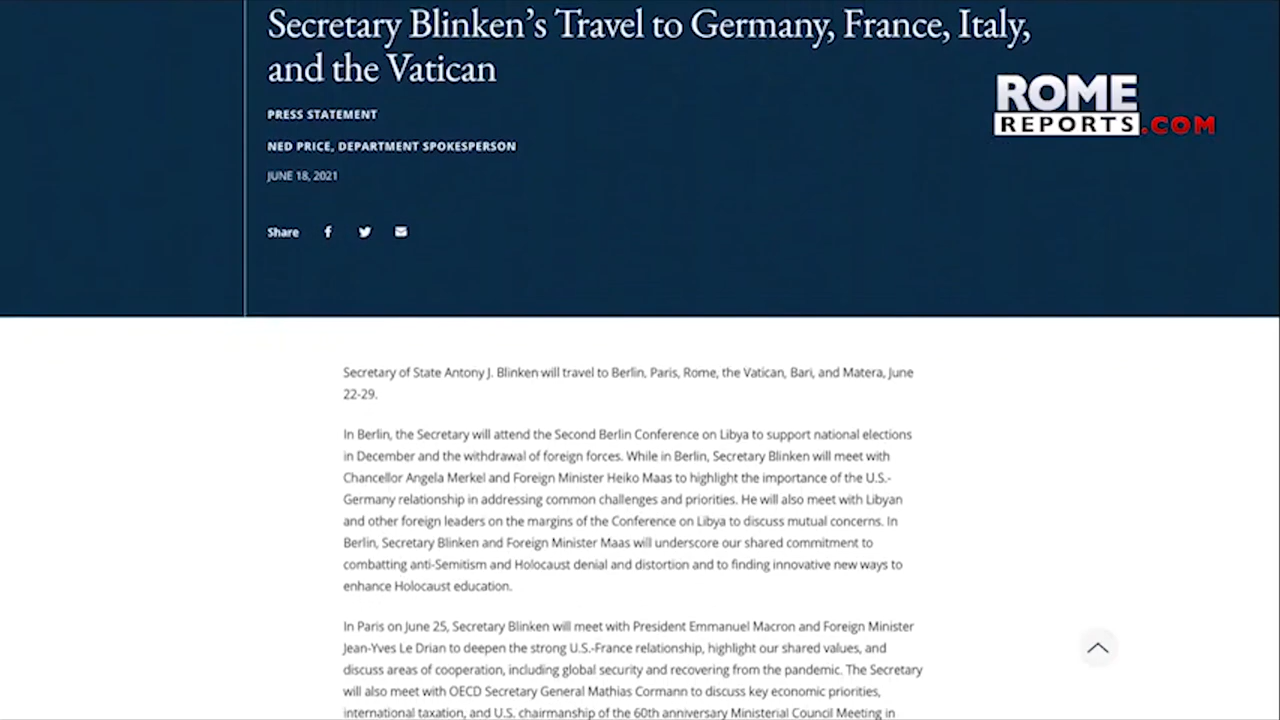 Secretary Blinken’s Travel to Germany, France, Italy,
and the Vatican
PRESS STATEMENT
NED PRICE, DEPARTMENT SPOKESPERSON
JUNE 18, 2021
Share
ROME
REPORTS.COM
Secretary of State Antony J. Blinken will travel to Berlin, Paris, Rome, the Vatican, Bari, and Matera, June
22-29.
In Berlin, the Secretary will attend the Second Berlin Conference on Libya to support national elections
in December and the withdrawal of foreign forces. While in Berlin, Secretary Blinken will meet with
Chancellor Angela Merkel and Foreign Minister Heiko Maas to highlight the importance of the U.S.-
Germany relationship in addressing common challenges and priorities. He will also meet with Libyan
and other foreign leaders on the margins of the Conference on Libya to discuss mutual concerns. In
Berlin, Secretary Blinken and Foreign Minister Maas will underscore our shared commitment to
combatting anti-Semitism and Holocaust denial and distortion and to finding innovative new ways to
enhance Holocaust education.
In Paris on June 25, Secretary Blinken will meet with President Emmanuel Macron and Foreign Minister
Jean-Yves Le Drian to deepen the strong U.S.-France relationship, highlight our shared values, and
discuss areas of cooperation, including global security and recovering from the pandemic. The Secretary
will also meet with OECD Secretary General Mathias Cormann to discuss key economic priorities,
international taxation, and U.S. chairmanship of the 60th anniversary Ministerial Council Meeting in